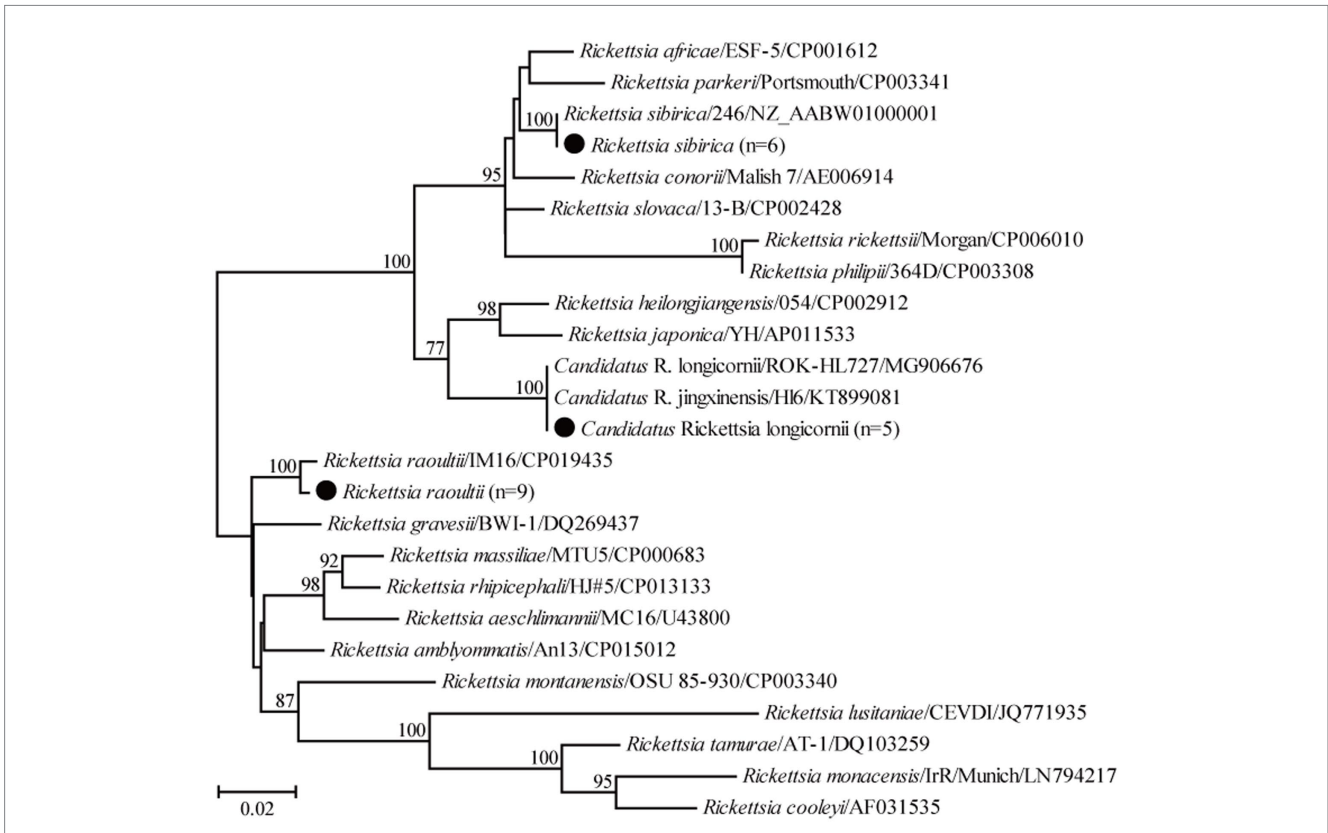 Rickettsia africae/ESF-5/CP001612
Rickettsia parkeri/Portsmouth/CP003341
Rickettsia sibirica/246/NZ_AABW01000001
100
Rickettsia sibirica (n=6)
95
Rickettsia conorii/Malish 7/AE006914
Rickettsia slovaca/13-B/CP002428
100
Rickettsia rickettsii/Morgan/CP006010
100
Rickettsia philipii/364D/CP003308
98
Rickettsia heilongjiangensis/054/CP002912
Rickettsia japonica/YH/AP011533
77
Candidatus R. longicornii/ROK-HL727/MG906676
100
Candidatus R. jingxinensis/Hl6/KT899081
Candidatus Rickettsia longicornii (n=5)
100
Rickettsia raoultii/IM16/CP019435
Rickettsia raoultii (n=9)
Rickettsia gravesii/BWI-1/DQ269437
92
Rickettsia massiliae/MTU5/CP000683
98
Rickettsia rhipicephali/HJ#5/CP013133
Rickettsia aeschlimannii/MC16/U43800
Rickettsia amblyommatis/An13/CP015012
87
Rickettsia montanensis/OSU 85-930/CP003340
100
Rickettsia lusitaniae/CEVDI/JQ771935
100
Rickettsia tamurae/AT-1/DQ103259
95
Rickettsia monacensis/IrR/Munich/LN794217
Rickettsia cooleyi/AF031535
0.02